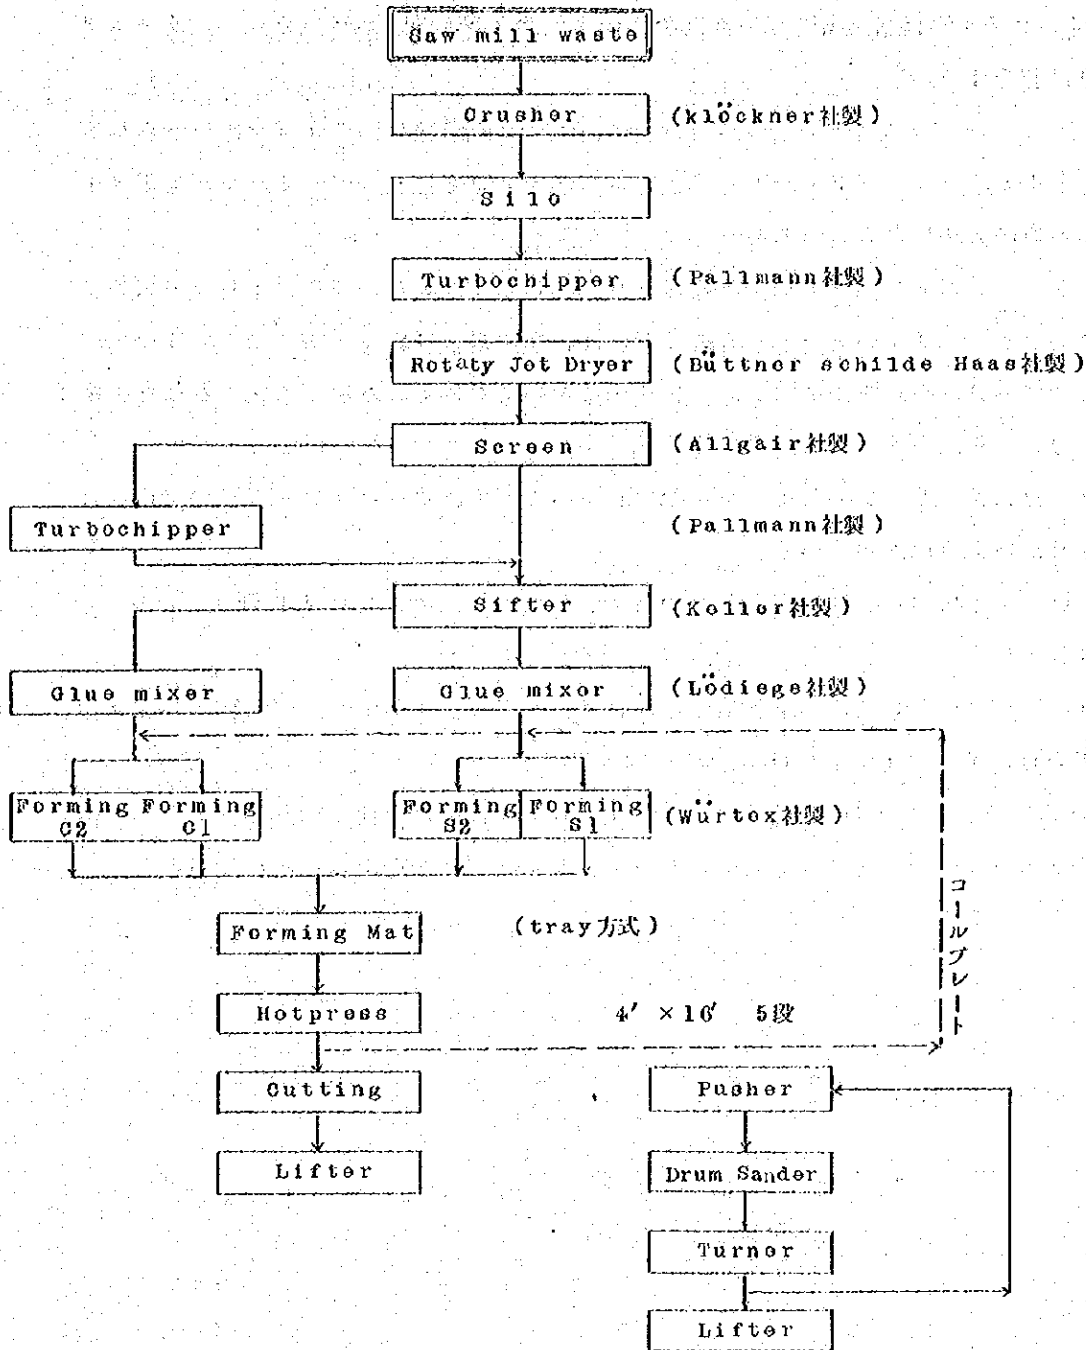 Saw mill waste
Crusher (klöckner社製)
Silo
Turbochipper (Pallmann社製)
Rotaty Jet Dryer (Büttner schilde Haas社製)
Screen (Allgair社製)
Turbochipper (Pallmann社製)
Sifter (Keller社製)
Glue mixer Glue mixer (Lödiege社製)
Forming C2 Forming C1 Forming S2 Forming S1 (Würtex社製)
コールプレート
Forming Mat (tray方式)
Hotpress 4' ×16' 5段
Cutting Pusher
Lifter Drum Sander
Turner
Lifter